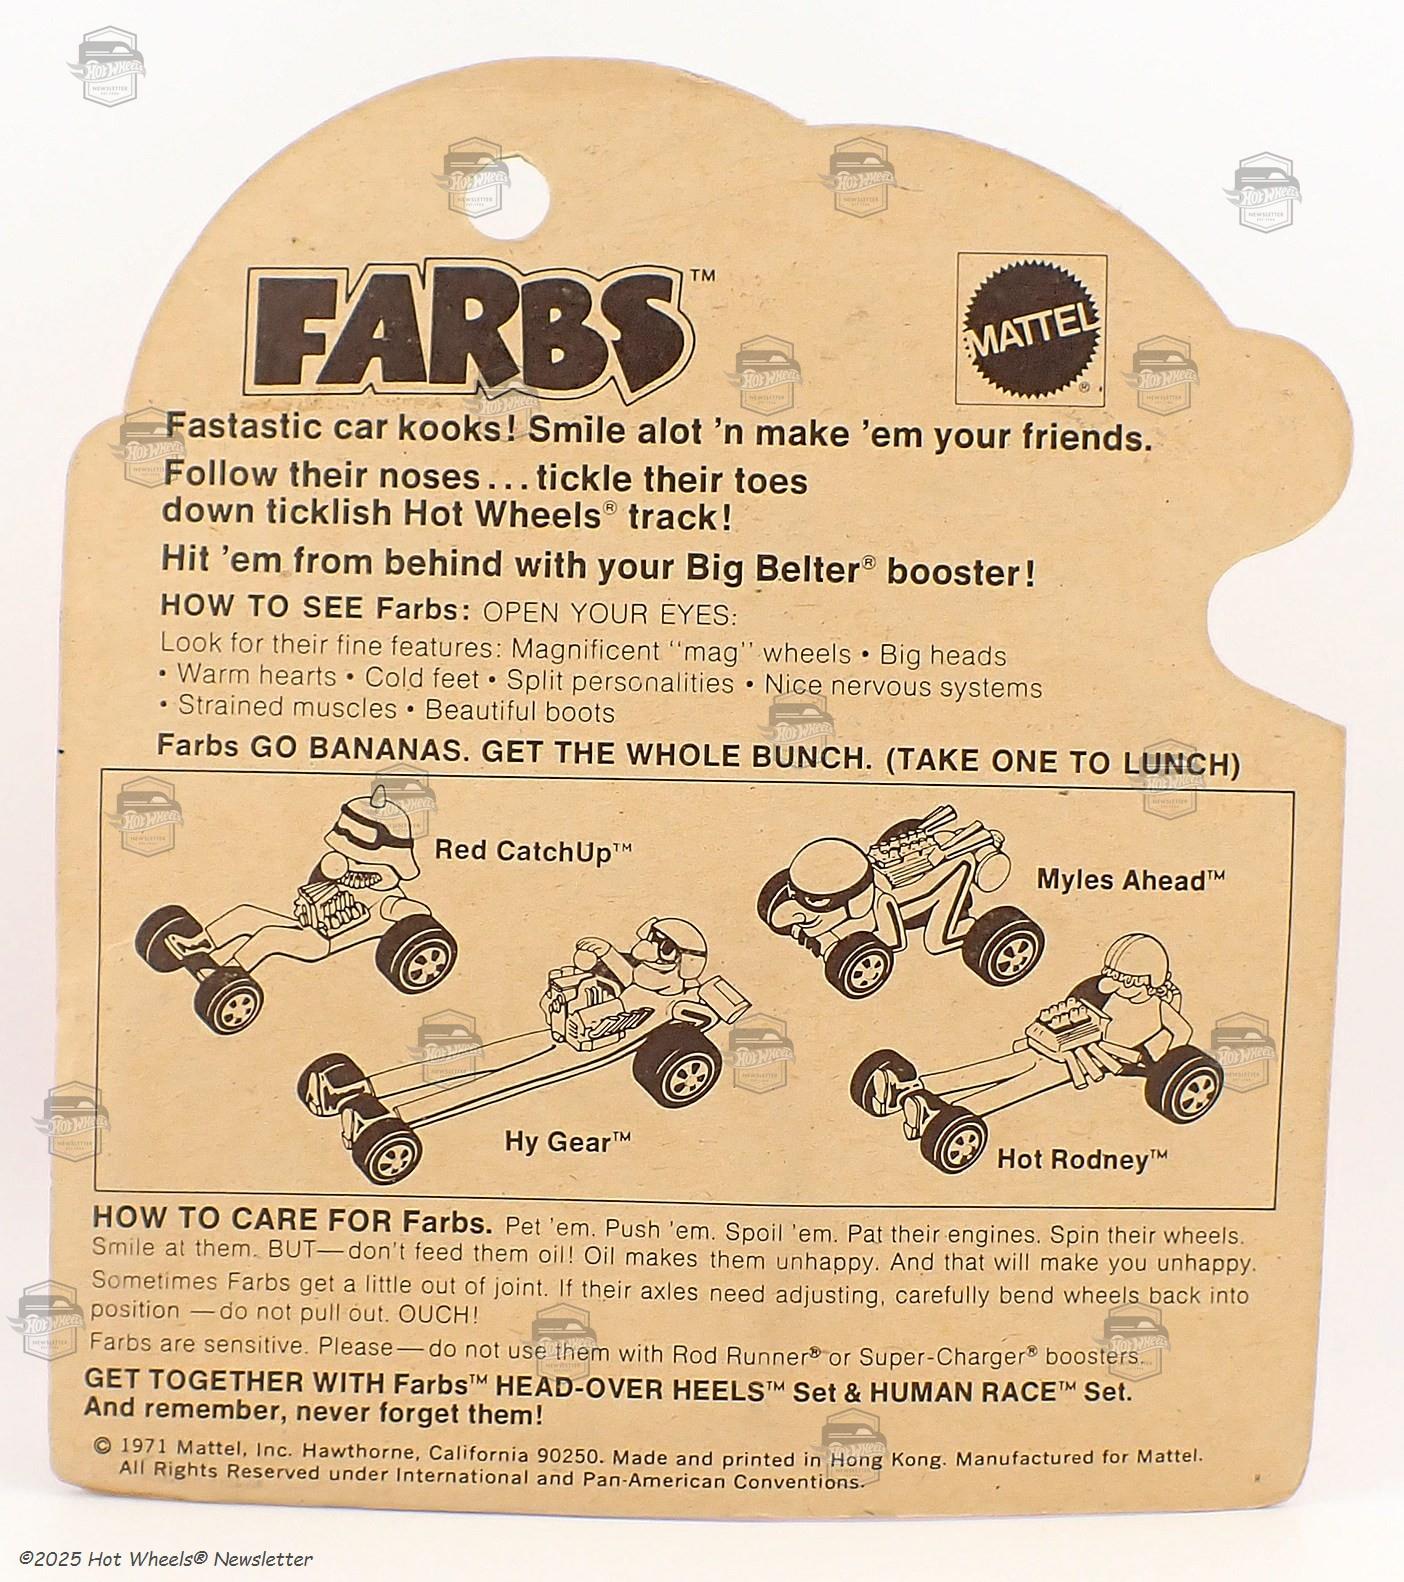 FARBS™
MATTEL®
Fastastic car kooks! Smile alot 'n make 'em your friends.
Follow their noses...tickle their toes
down ticklish Hot Wheels® track!
Hit 'em from behind with your Big Belter® booster!
HOW TO SEE Farbs: OPEN YOUR EYES:
Look for their fine features: Magnificent "mag" wheels • Big heads
• Warm hearts • Cold feet • Split personalities • Nice nervous systems
• Strained muscles • Beautiful boots
Farbs GO BANANAS. GET THE WHOLE BUNCH. (TAKE ONE TO LUNCH)
Red CatchUp™
Myles Ahead™
Hy Gear™
Hot Rodney™
HOW TO CARE FOR Farbs. Pet 'em. Push 'em. Spoil 'em. Pat their engines. Spin their wheels.
Smile at them. BUT—don't feed them oil! Oil makes them unhappy. And that will make you unhappy.
Sometimes Farbs get a little out of joint. If their axles need adjusting, carefully bend wheels back into
position —do not pull out. OUCH!
Farbs are sensitive. Please—do not use them with Rod Runner® or Super-Charger® boosters.
GET TOGETHER WITH Farbs™ HEAD-OVER HEELS™ Set & HUMAN RACE™ Set.
And remember, never forget them!
© 1971 Mattel, Inc. Hawthorne, California 90250. Made and printed in Hong Kong. Manufactured for Mattel.
All Rights Reserved under International and Pan-American Conventions.
©2025 Hot Wheels® Newsletter